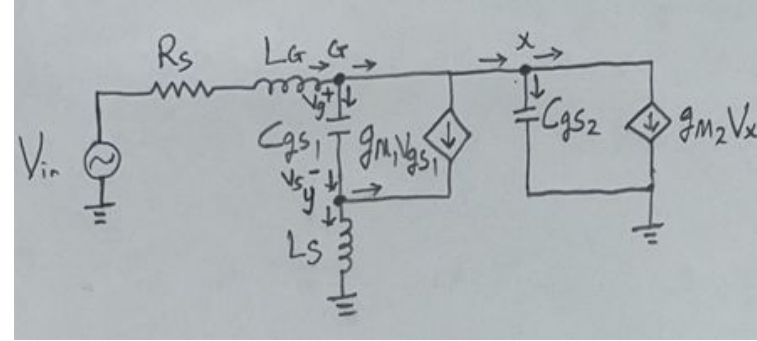 Rs
LG
G
X
Vg+
Cgs1
gm1Vgs1
Cgs2
gm2Vx
Vin
Vs-
y
Ls